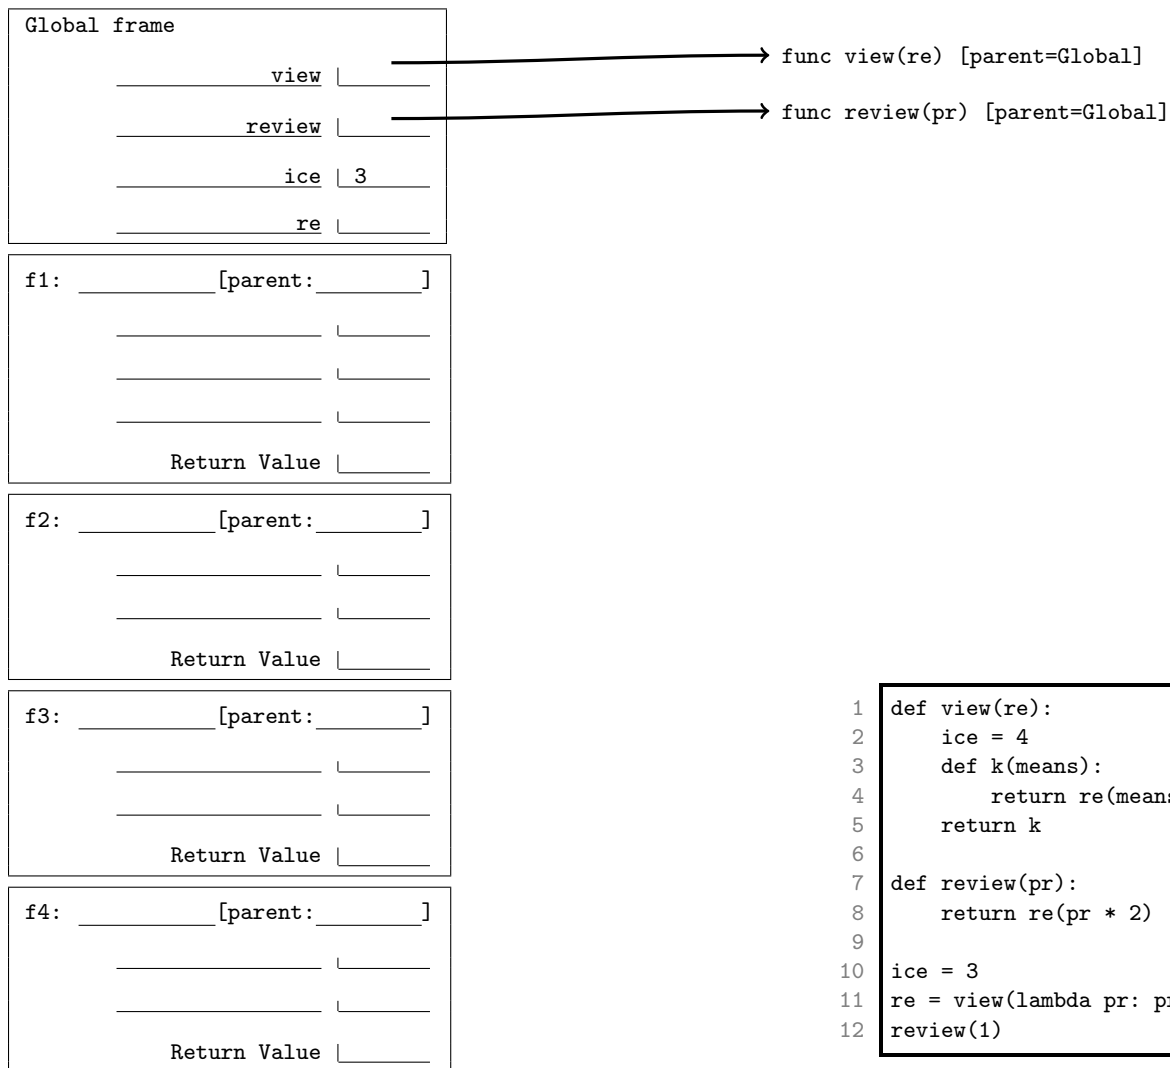 Global frame
view
func view(re) [parent=Global]
review
func review(pr) [parent=Global]
ice 3
re
f1: [parent: ]
Return Value
f2: [parent: ]
Return Value
f3: [parent: ]
Return Value
f4: [parent: ]
Return Value
1 def view(re):
2 ice = 4
3 def k(means):
4 return re(means
5 return k
6
7 def review(pr):
8 return re(pr * 2)
9
10 ice = 3
11 re = view(lambda pr:
12 review(1)